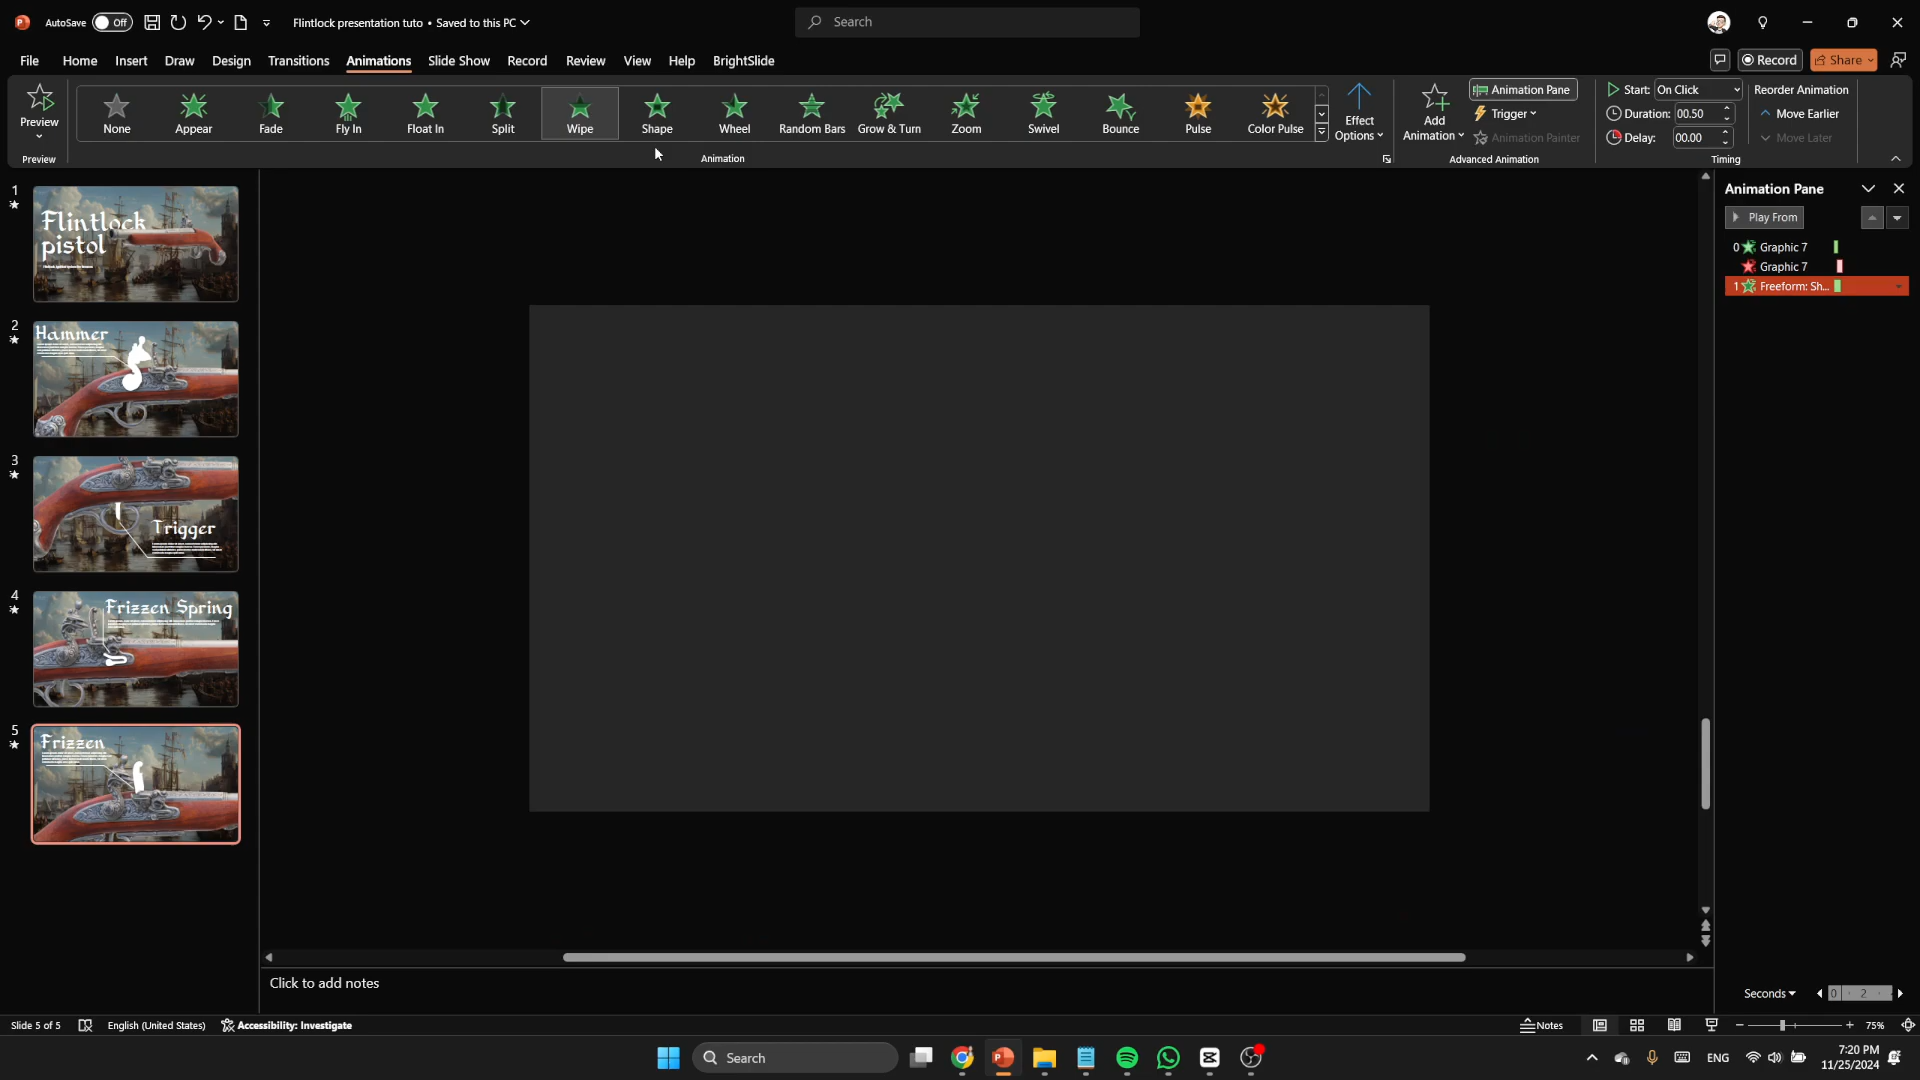 AutoSave Off Flintlock presentation tuto • Saved to this PC Search
File Home Insert Draw Design Transitions Animations Slide Show Record Review View Help BrightSlide Record Share
Preview
None Appear Fade Fly In Float In Split Wipe Shape Wheel Random Bars Grow & Turn Zoom Swivel Bounce Pulse Color Pulse
Effect Options
Add Animation
Animation Pane
Trigger
Animation Painter
Start: On Click
Duration: 00.50
Delay: 00.00
Reorder Animation
Move Earlier
Move Later
Preview Animation Advanced Animation Timing
1
Flintlock
pistol
2
Hammer
3
Trigger
4
Frizzen Spring
5
Frizzen
Animation Pane
Play From
0 Graphic 7
Graphic 7
1 Freeform: Sh...
Seconds 0 2
Click to add notes
Slide 5 of 5 English (United States) Accessibility: Investigate Notes 75%
Search ENG 7:20 PM
11/25/2024